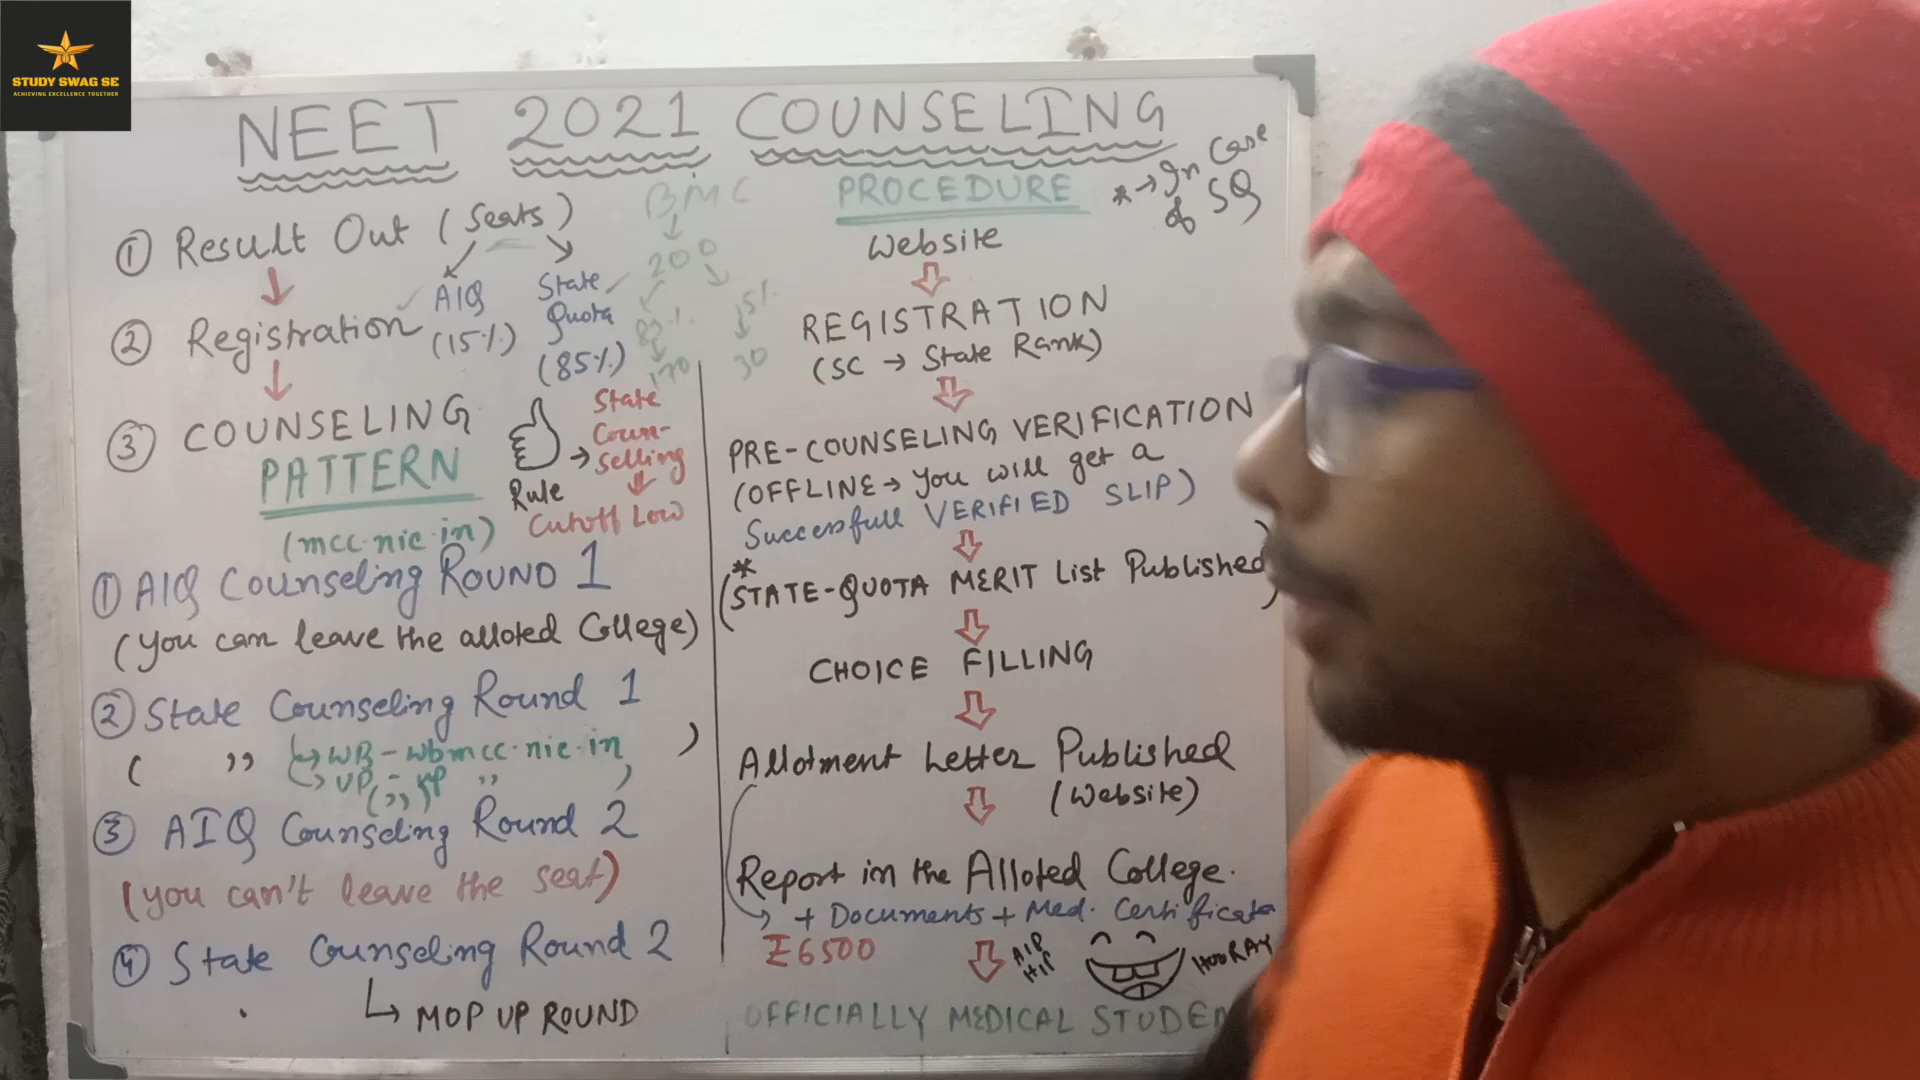 STUDY SWAG SE
ACHIEVING EXCELLENCE TOGETHER
NEET 2021 COUNSELING
① Result Out (Seats)
AIQ
(15%)
State
Quota
(85%)
② Registration
③ COUNSELING
PATTERN
(mcc.nic.in)
Rule
State
Coun-
selling
Cutoff Low
BMC
200
85%
170
15%
30
① AIQ Counseling ROUND 1
(you can leave the alloted College)
② State Counseling Round 1
( ,, )
WB - wbmcc.nic.in
UP - UP ,,
( ,, )
③ AIQ Counseling Round 2
(you can't leave the seat)
④ State Counseling Round 2
MOP UP ROUND
PROCEDURE
* → In Case
of SQ
Website
REGISTRATION
(SC → State Rank)
PRE-COUNSELING VERIFICATION
(OFFLINE → You will get a
Successfull VERIFIED SLIP)
*
(STATE-QUOTA MERIT List Published)
CHOICE FILLING
Allotment Letter Published
(Website)
Report in the Alloted College.
+ Documents + Med. Certificate
6500
HIP
HIP
HOORAY
OFFICIALLY MEDICAL STUDEN